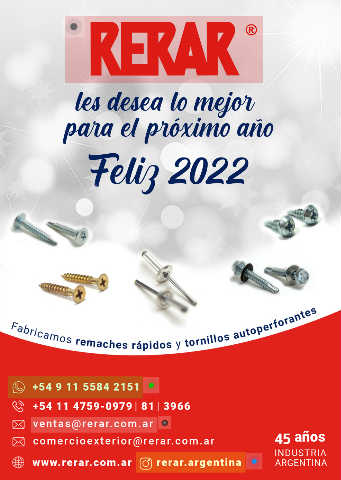 RERAR®
les desea lo mejor
para el próximo año
Feliz 2022
Fabricamos remaches rápidos y tornillos autoperforantes
+54 9 11 5584 2151
+54 11 4759-0979 | 81 | 3966
ventas@rerar.com.ar
comercioexterior@rerar.com.ar
www.rerar.com.ar rerar.argentina
45 años
INDUSTRIA
ARGENTINA